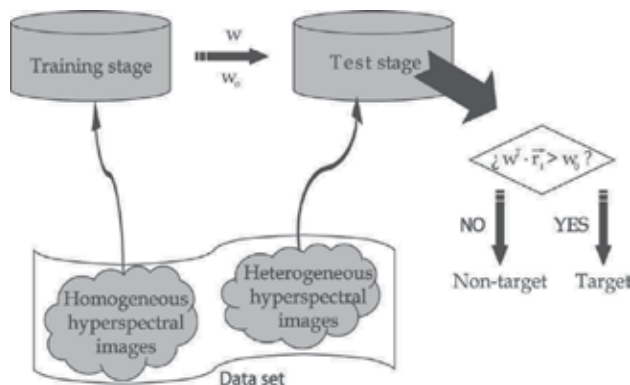 Training stage
w
w₀
Test stage
¿ wᵀ · r⃗ᵢ > w₀ ?
NO
YES
Non-target
Target
Homogeneous
hyperspectral
images
Heterogeneous
hyperspectral
images
Data set